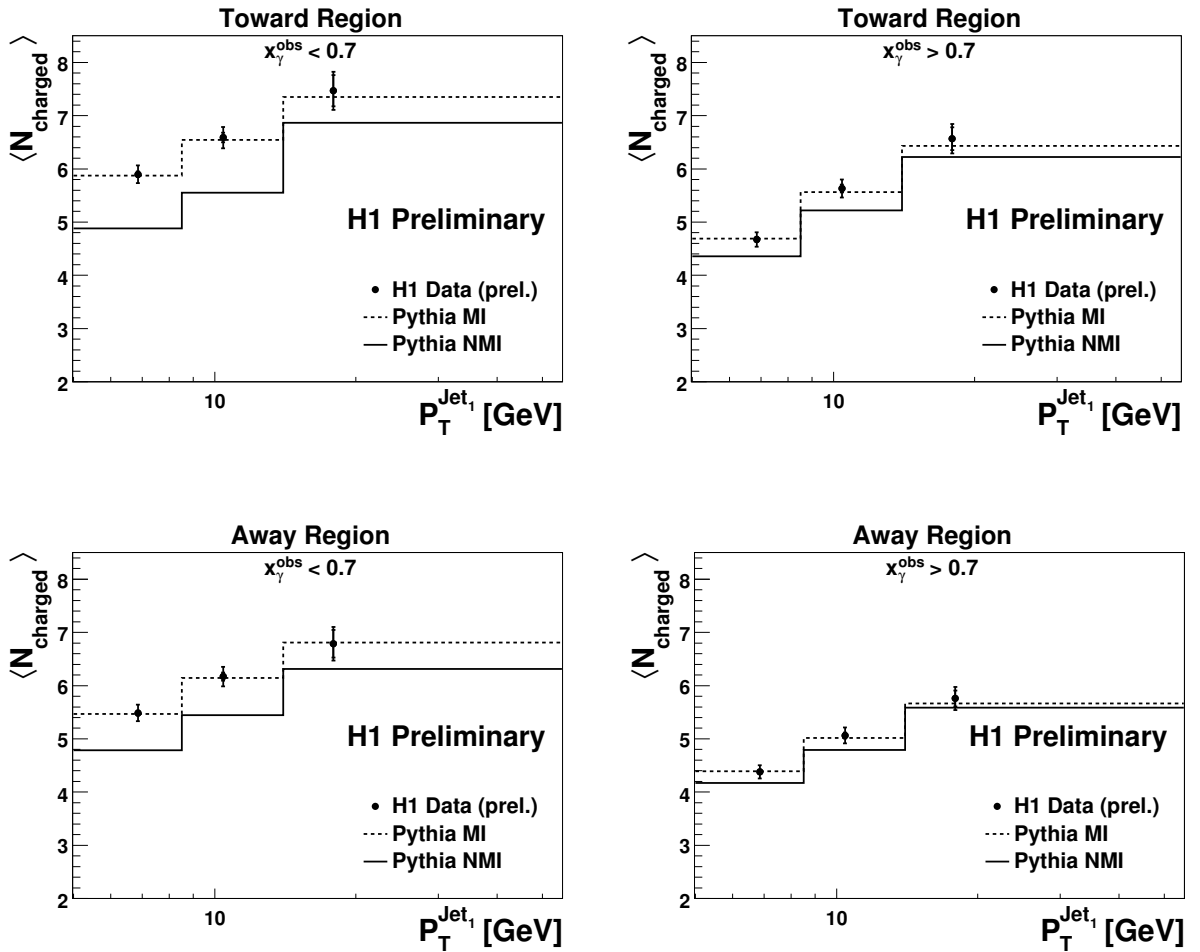 Toward Region
x_γ^obs < 0.7
⟨N_charged⟩
8
7
6
5
4
3
2
H1 Preliminary
H1 Data (prel.)
Pythia MI
Pythia NMI
10
P_T^Jet_1 [GeV]
Toward Region
x_γ^obs > 0.7
⟨N_charged⟩
8
7
6
5
4
3
2
H1 Preliminary
H1 Data (prel.)
Pythia MI
Pythia NMI
10
P_T^Jet_1 [GeV]
Away Region
x_γ^obs < 0.7
⟨N_charged⟩
8
7
6
5
4
3
2
H1 Preliminary
H1 Data (prel.)
Pythia MI
Pythia NMI
10
P_T^Jet_1 [GeV]
Away Region
x_γ^obs > 0.7
⟨N_charged⟩
8
7
6
5
4
3
2
H1 Preliminary
H1 Data (prel.)
Pythia MI
Pythia NMI
10
P_T^Jet_1 [GeV]